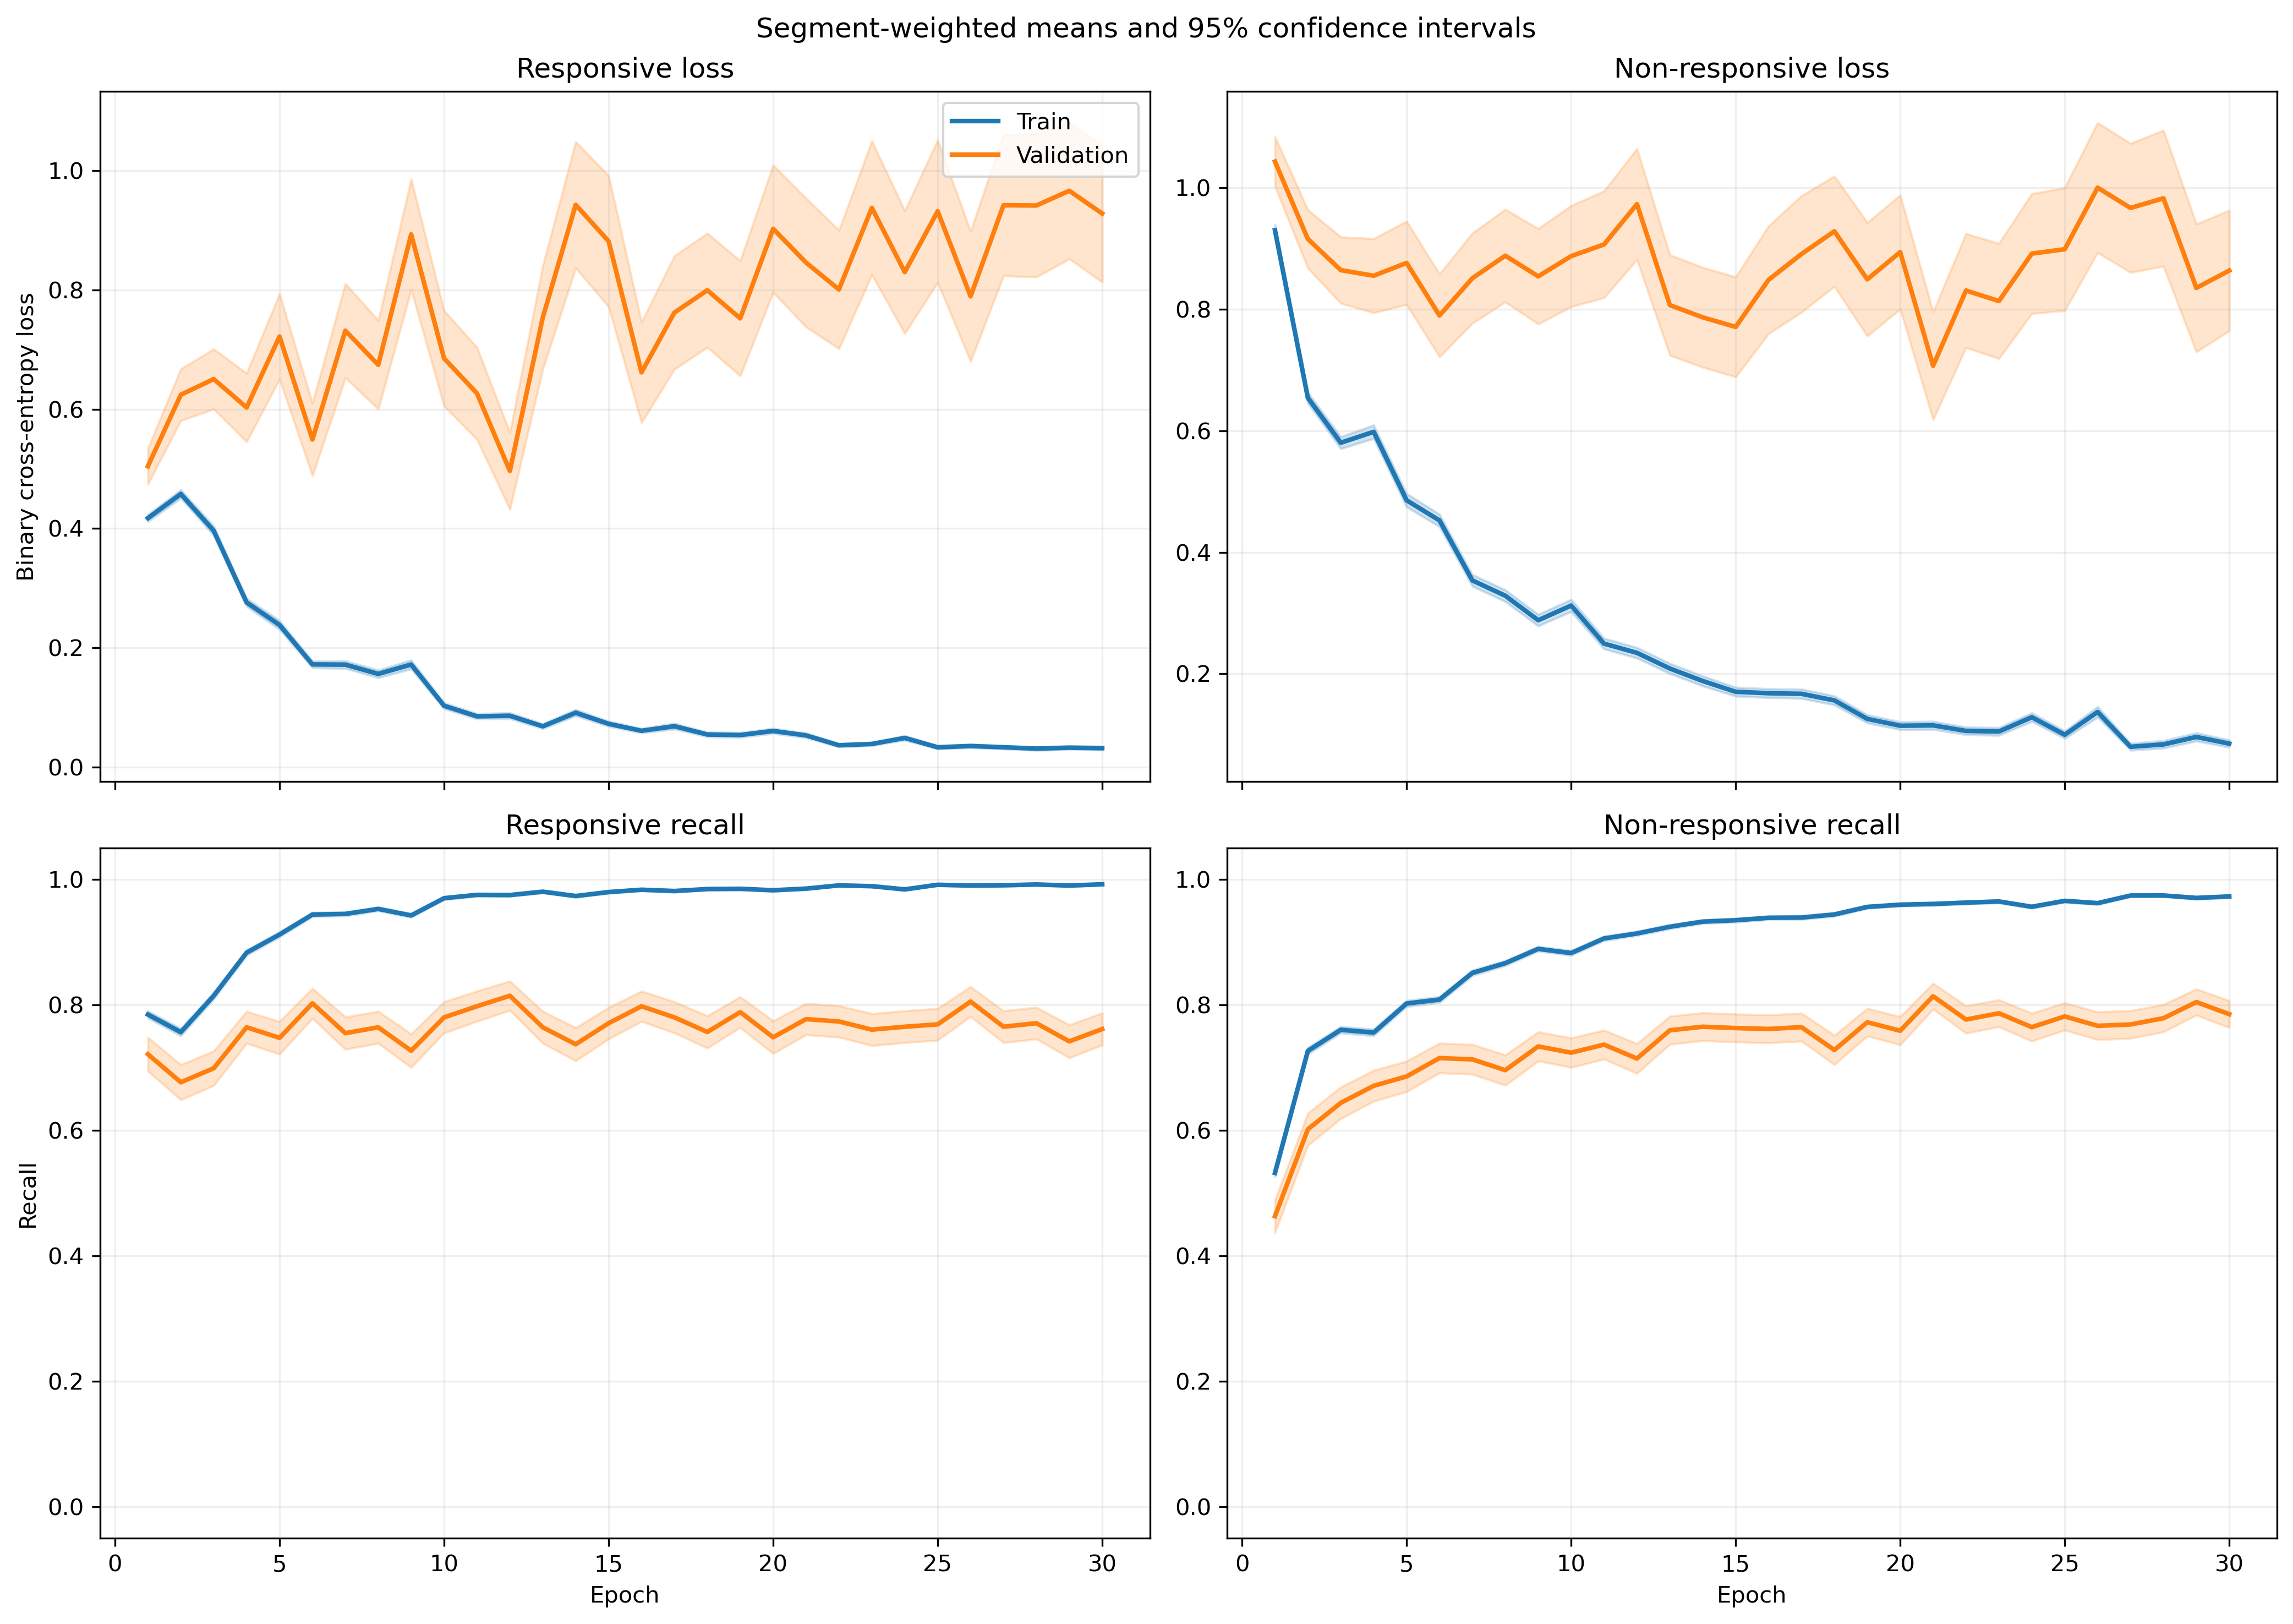 Segment-weighted means and 95% confidence intervals
Responsive loss
Non-responsive loss
Train
Validation
Binary cross-entropy loss
1.0
0.8
0.6
0.4
0.2
0.0
1.0
0.8
0.6
0.4
0.2
Responsive recall
Non-responsive recall
Recall
1.0
0.8
0.6
0.4
0.2
0.0
1.0
0.8
0.6
0.4
0.2
0.0
0 5 10 15 20 25 30
0 5 10 15 20 25 30
Epoch
Epoch